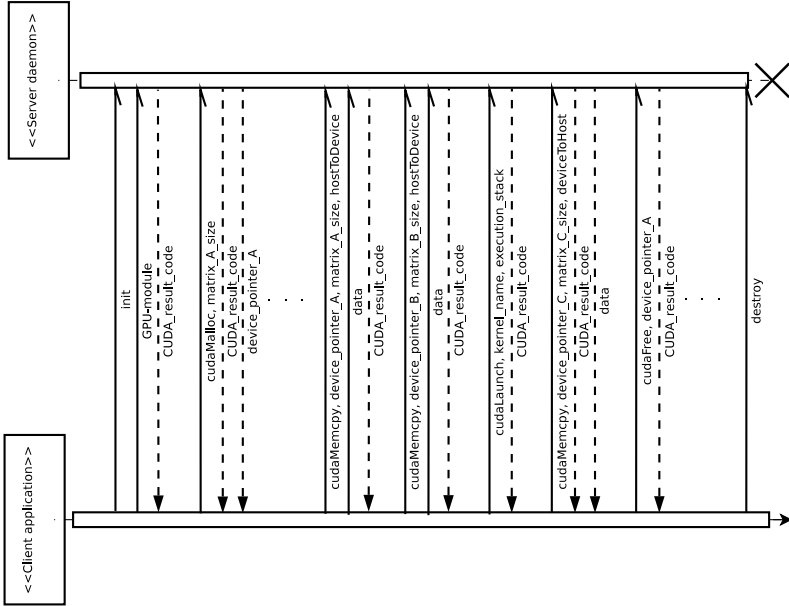 <<Server daemon>>
<<Client application>>
init
GPU-module
CUDA_result_code
cudaMalloc, matrix_A_size
CUDA_result_code
device_pointer_A
. . . .
cudaMemcpy, device_pointer_A, matrix_A_size, hostToDevice
data
CUDA_result_code
cudaMemcpy, device_pointer_B, matrix_B_size, hostToDevice
data
CUDA_result_code
cudaLaunch, kernel_name, execution_stack
CUDA_result_code
cudaMemcpy, device_pointer_C, matrix_C_size, deviceToHost
CUDA_result_code
data
cudaFree, device_pointer_A
CUDA_result_code
. . . .
destroy